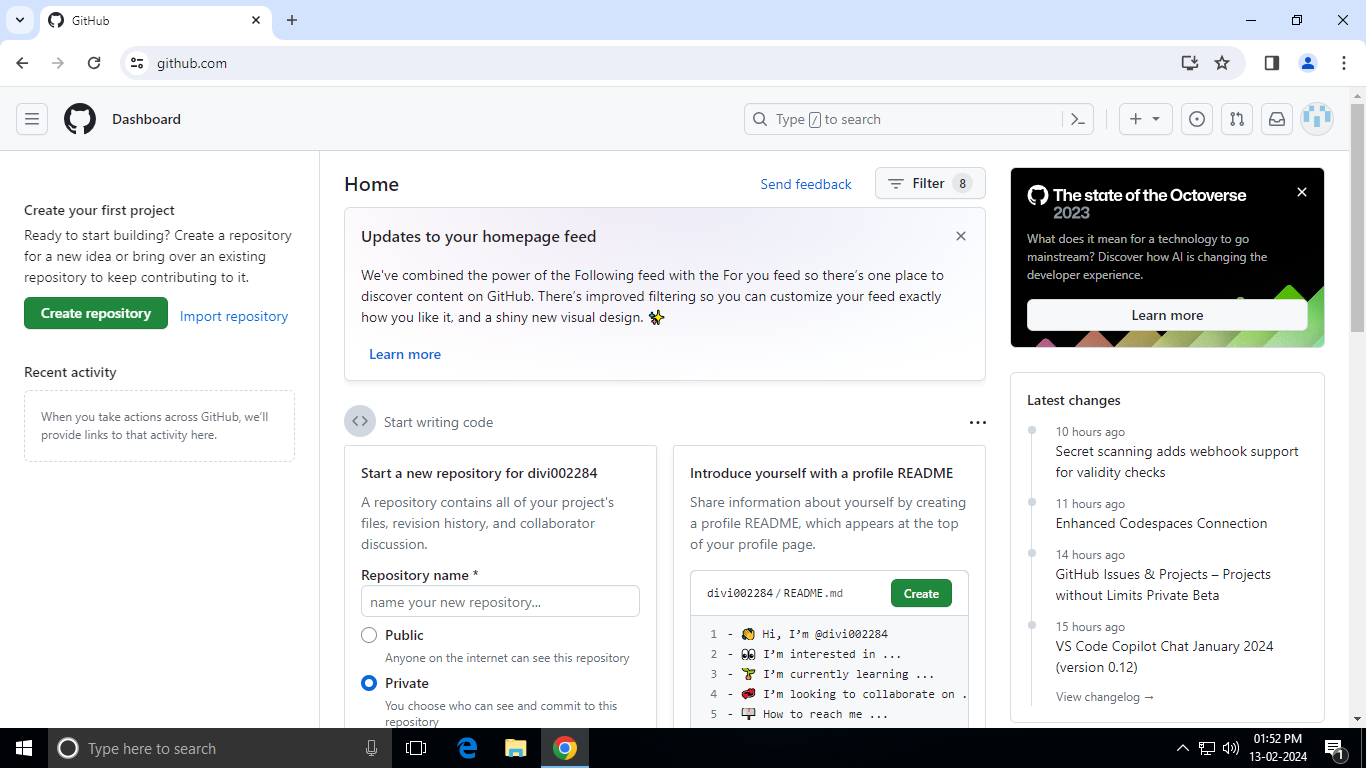 GitHub
github.com
Dashboard
Type / to search
Create your first project
Ready to start building? Create a repository
for a new idea or bring over an existing
repository to keep contributing to it.
Create repository
Import repository
Recent activity
When you take actions across GitHub, we'll
provide links to that activity here.
Home
Send feedback
Filter 8
Updates to your homepage feed
We've combined the power of the Following feed with the For you feed so there's one place to
discover content on GitHub. There's improved filtering so you can customize your feed exactly
how you like it, and a shiny new visual design. ✨
Learn more
Start writing code
Start a new repository for divi002284
A repository contains all of your project's
files, revision history, and collaborator
discussion.
Repository name *
name your new repository...
Public
Anyone on the internet can see this repository
Private
You choose who can see and commit to this
repository
Introduce yourself with a profile README
Share information about yourself by creating
a profile README, which appears at the top
of your profile page.
divi002284 / README.md
Create
1 - 👋 Hi, I'm @divi002284
2 - 👀 I'm interested in ...
3 - 🌱 I'm currently learning ...
4 - 💞️ I'm looking to collaborate on .
5 - 📫 How to reach me ...
The state of the Octoverse
2023
What does it mean for a technology to go
mainstream? Discover how AI is changing the
developer experience.
Learn more
Latest changes
10 hours ago
Secret scanning adds webhook support
for validity checks
11 hours ago
Enhanced Codespaces Connection
14 hours ago
GitHub Issues & Projects – Projects
without Limits Private Beta
15 hours ago
VS Code Copilot Chat January 2024
(version 0.12)
View changelog →
Type here to search
01:52 PM
13-02-2024
1